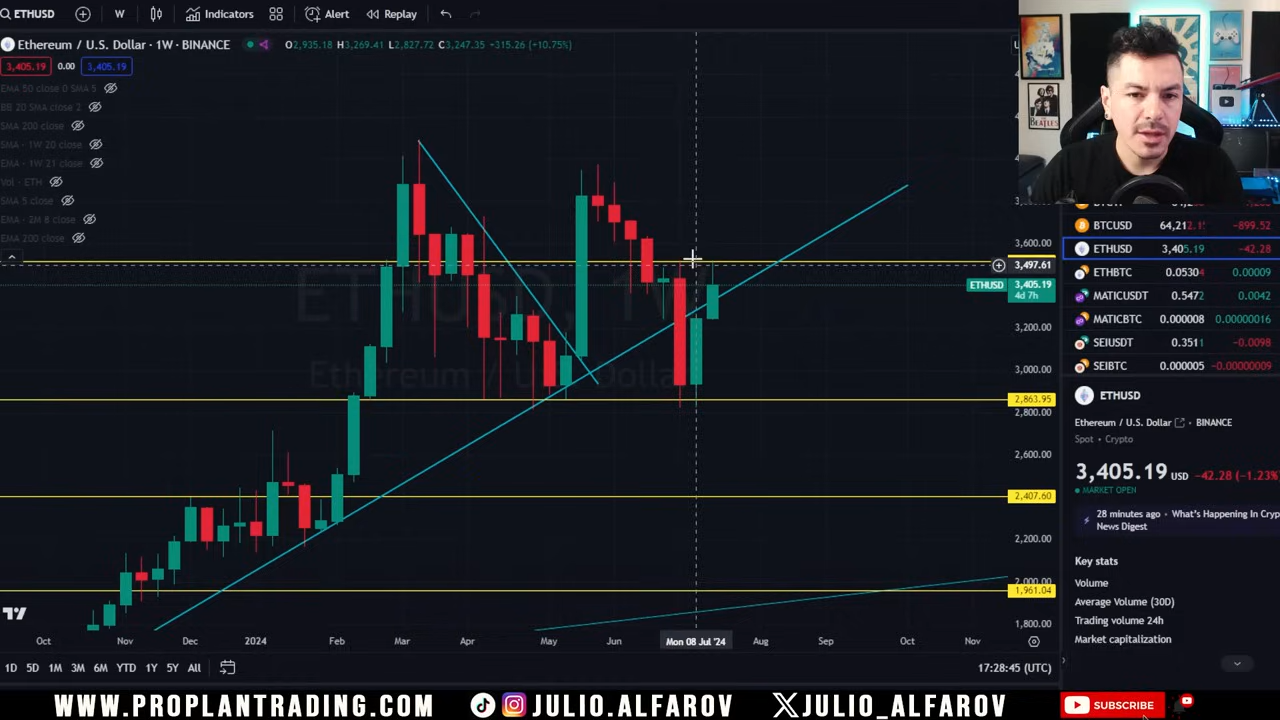 ETHUSD W Indicators Alert Replay
Ethereum / U.S. Dollar · 1W · BINANCE O2,935.18 H3,269.41 L2,827.72 C3,247.35 −315.26 (+10.75%)
3,405.19 0.00 3,405.19
EMA 50 close 0 SMA 5
BB 20 SMA close 2
SMA 200 close
SMA - 1W 20 close
EMA - 1W 21 close
Vol - ETH
SMA 5 close
EMA - 2M 8 close
EMA 200 close
ETHUSD, 1W
Ethereum / U.S. Dollar
3,600.00
3,497.61
ETHUSD 3,405.19
4d 7h
3,200.00
3,000.00
2,863.95
2,800.00
2,600.00
2,407.60
2,200.00
2,000.00
1,961.04
1,800.00
Oct Nov Dec 2024 Feb Mar Apr May Jun Mon 08 Jul '24 Aug Sep Oct Nov
1D 5D 1M 3M 6M YTD 1Y 5Y All 17:28:45 (UTC)
THE BEATLES
BTCUSD 64,212.1 −899.52
ETHUSD 3,405.19 −42.28
ETHBTC 0.05304 0.00009
MATICUSDT 0.5472 0.0042
MATICBTC 0.000008 0.00000016
SEIUSDT 0.3511 −0.0098
SEIBTC 0.000005 −0.00000009
ETHUSD
Ethereum / U.S. Dollar · BINANCE
Spot • Crypto
3,405.19 USD −42.28 (−1.23%)
MARKET OPEN
28 minutes ago • What's Happening In Cryp
News Digest
Key stats
Volume
Average Volume (30D)
Trading volume 24h
Market capitalization
WWW.PROPLANTRADING.COM JULIO.ALFAROV JULIO_ALFAROV SUBSCRIBE